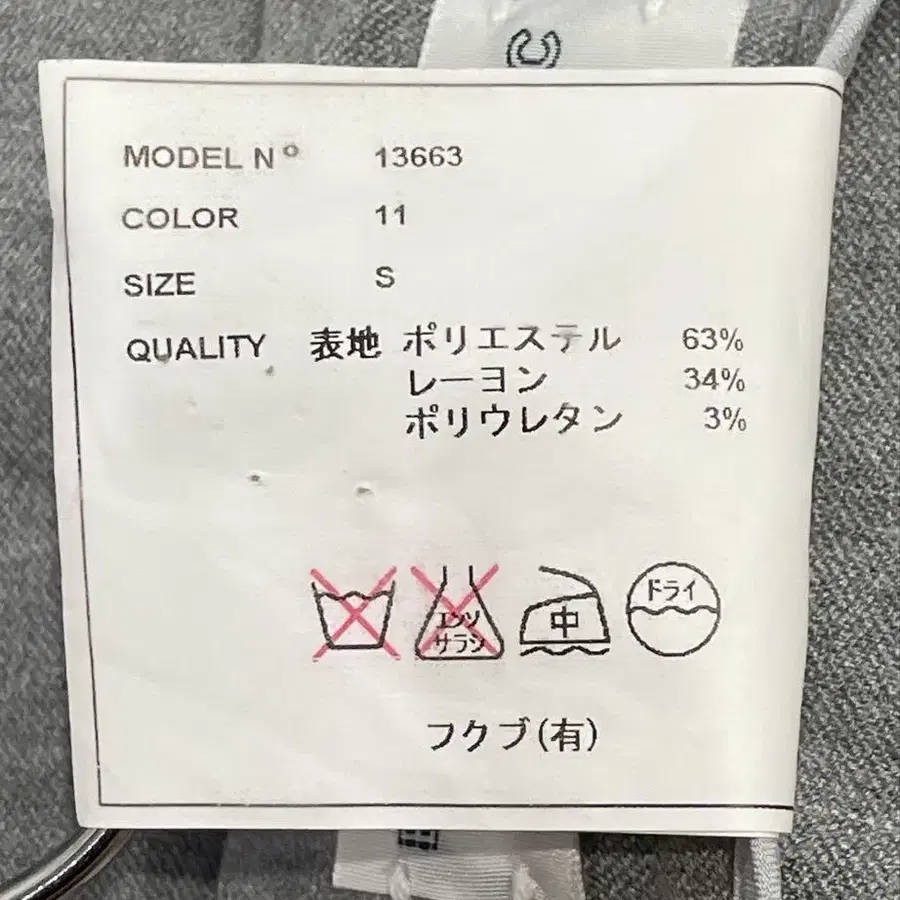 C
MODEL Nº 13663
COLOR 11
SIZE S
QUALITY 表地 ポリエステル 63%
レーヨン 34%
ポリウレタン 3%
エンソ
サラシ
中
ドライ
フクブ(有)